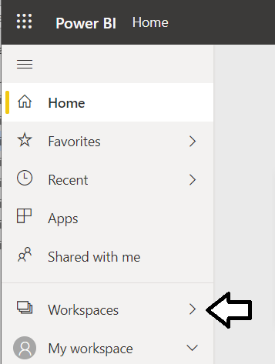 Power BI Home
Home
Favorites
Recent
Apps
Shared with me
Workspaces
My workspace